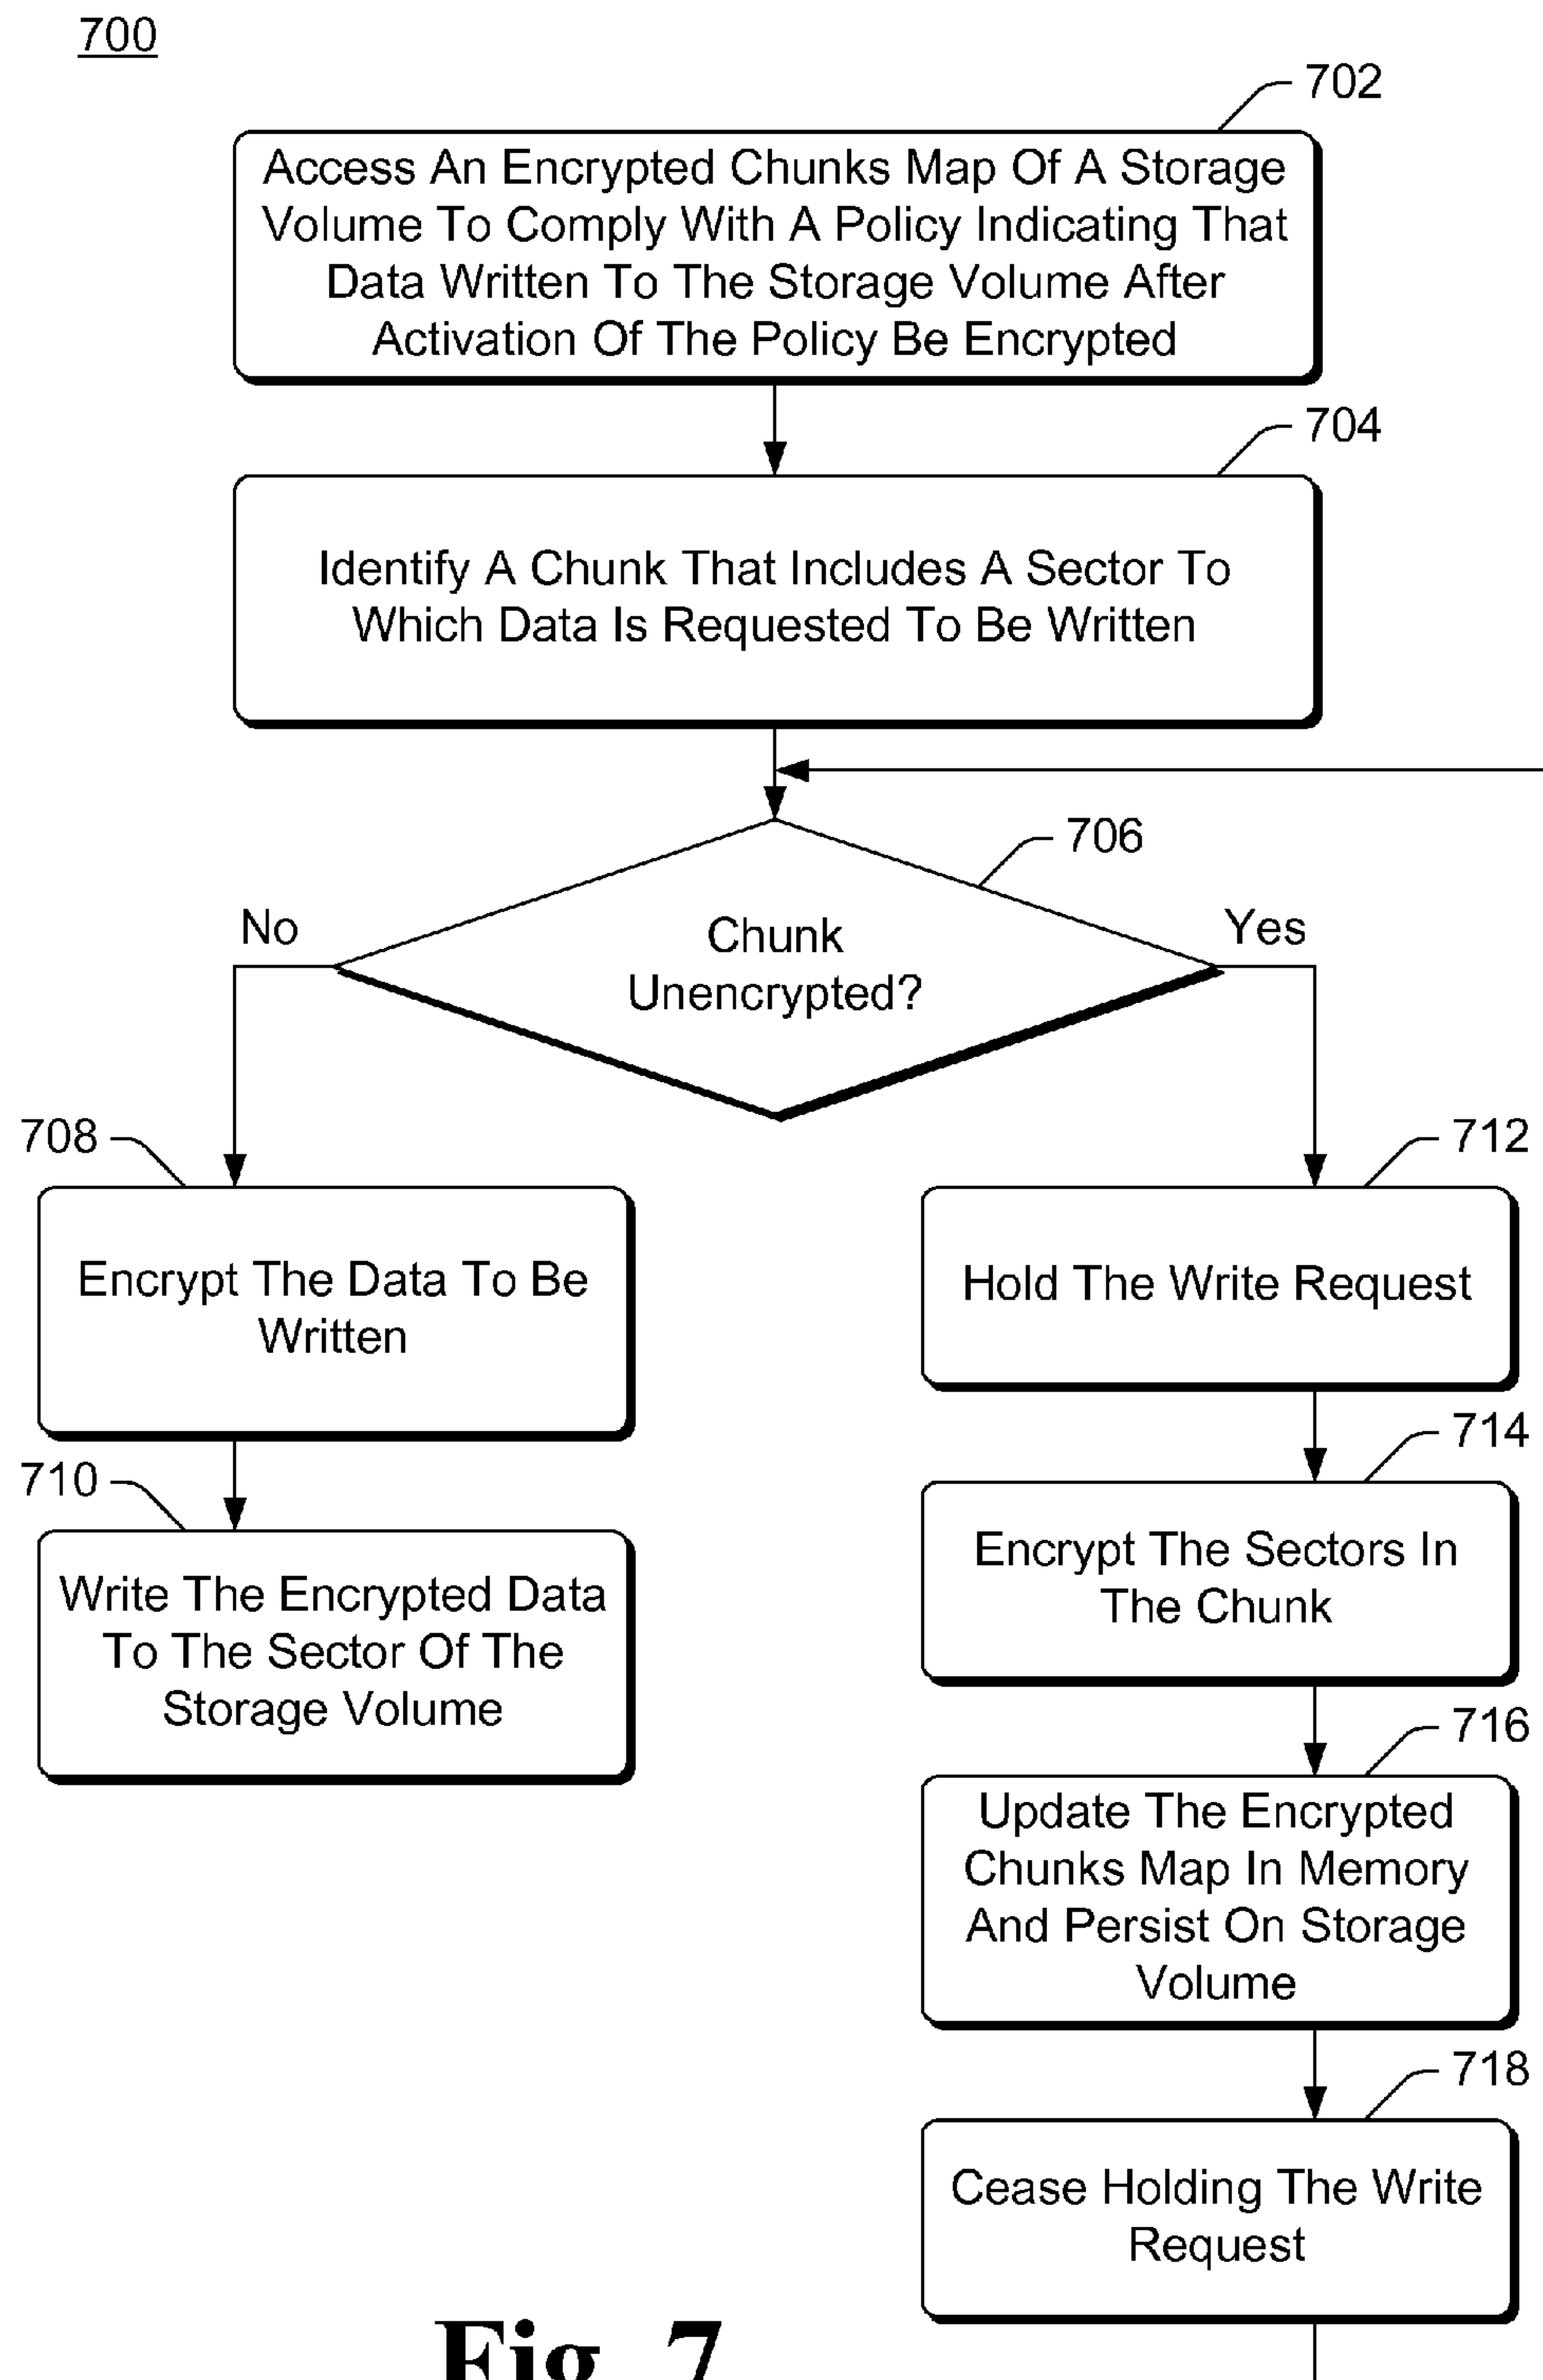 700
702
Access An Encrypted Chunks Map Of A Storage
Volume To Comply With A Policy Indicating That
Data Written To The Storage Volume After
Activation Of The Policy Be Encrypted
704
Identify A Chunk That Includes A Sector To
Which Data Is Requested To Be Written
706
Chunk
Unencrypted?
No
Yes
708
Encrypt The Data To Be
Written
710
Write The Encrypted Data
To The Sector Of The
Storage Volume
712
Hold The Write Request
714
Encrypt The Sectors In
The Chunk
716
Update The Encrypted
Chunks Map In Memory
And Persist On Storage
Volume
718
Cease Holding The Write
Request
Fig. 7